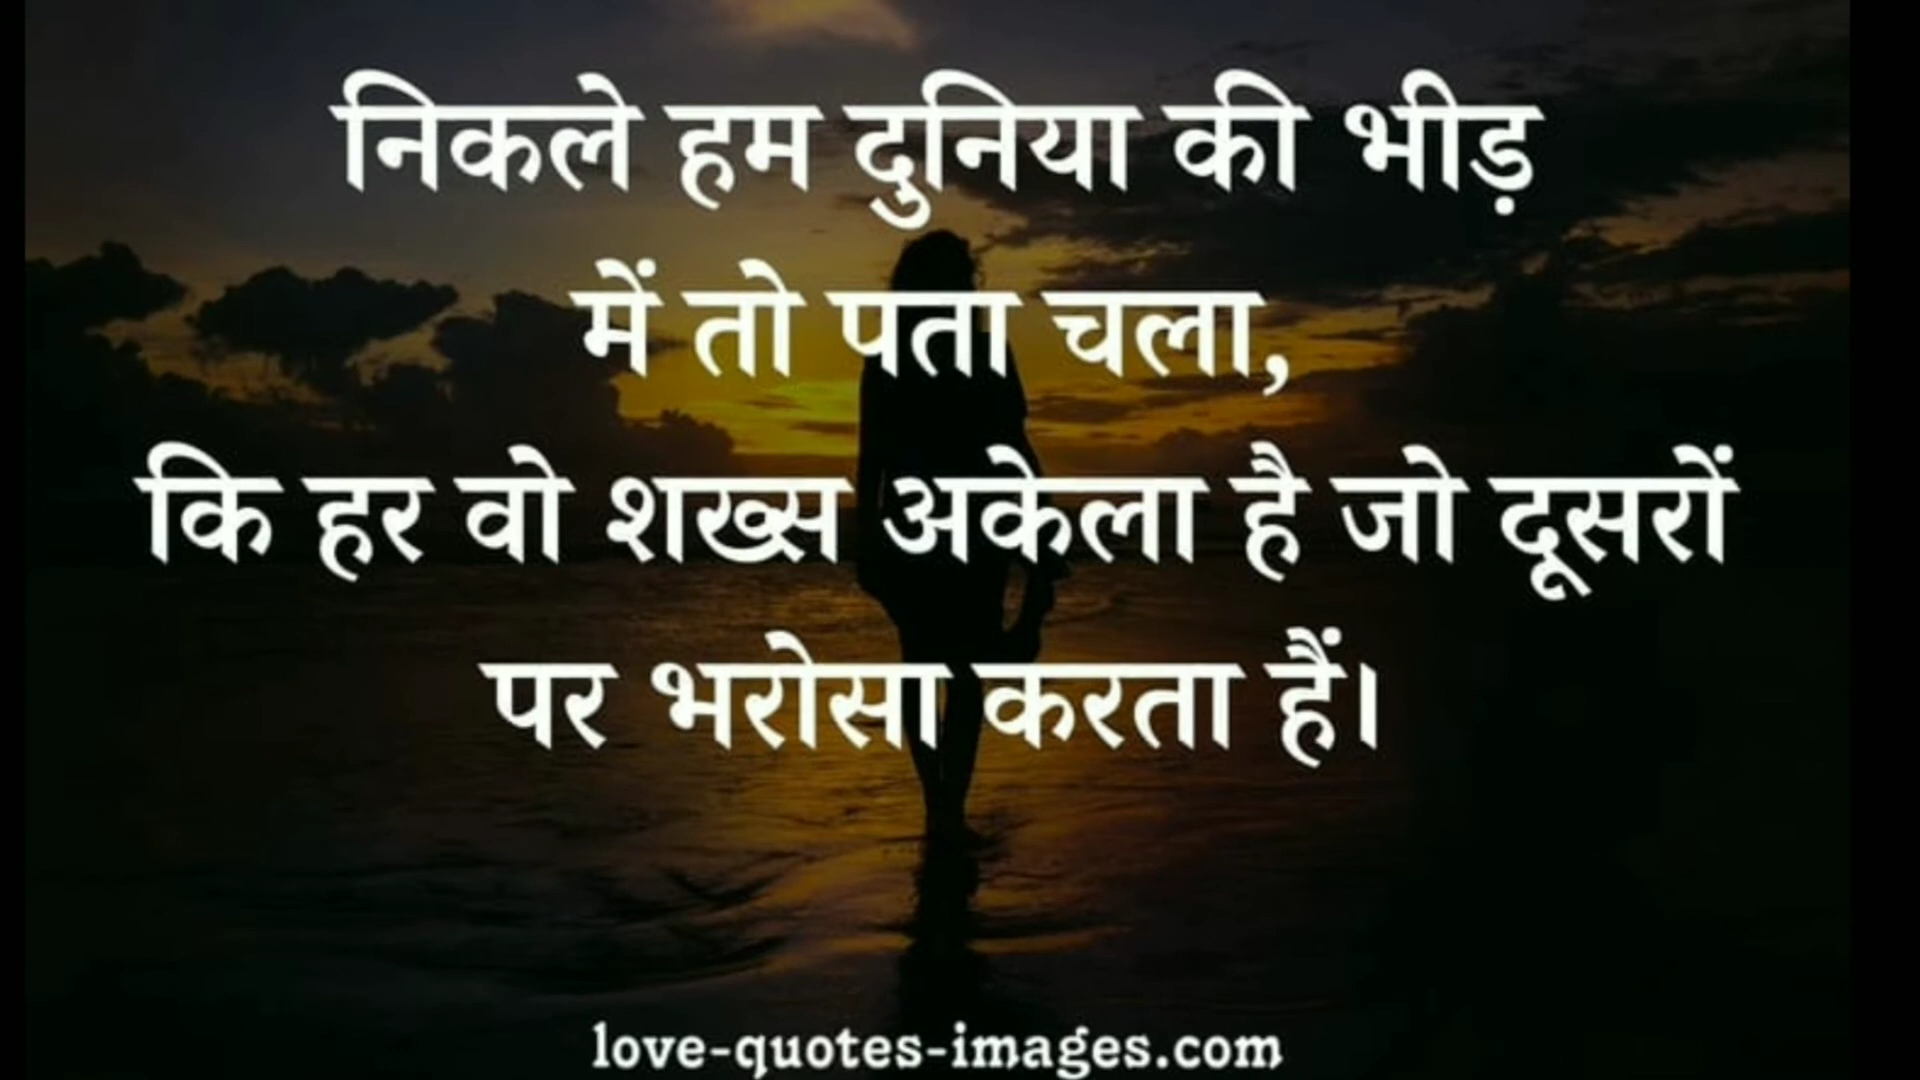 निकले हम दुनिया की भीड़
में तो पता चला,
कि हर वो शख्स अकेला है जो दूसरों
पर भरोसा करता हैं।
love-quotes-images.com